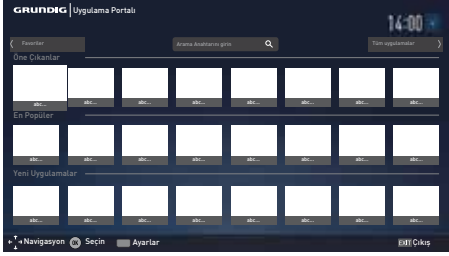 GRUNDIG Uygulama Portalı
14:00
Favoriler Arama Anahtarını girin Tüm uygulamalar
Öne Çıkanlar
abc... abc... abc... abc... abc... abc... abc... abc...
En Popüler
abc... abc... abc... abc... abc... abc... abc... abc...
Yeni Uygulamalar
abc... abc... abc... abc... abc... abc... abc... abc...
Navigasyon OK Seçin Ayarlar EXIT Çıkış